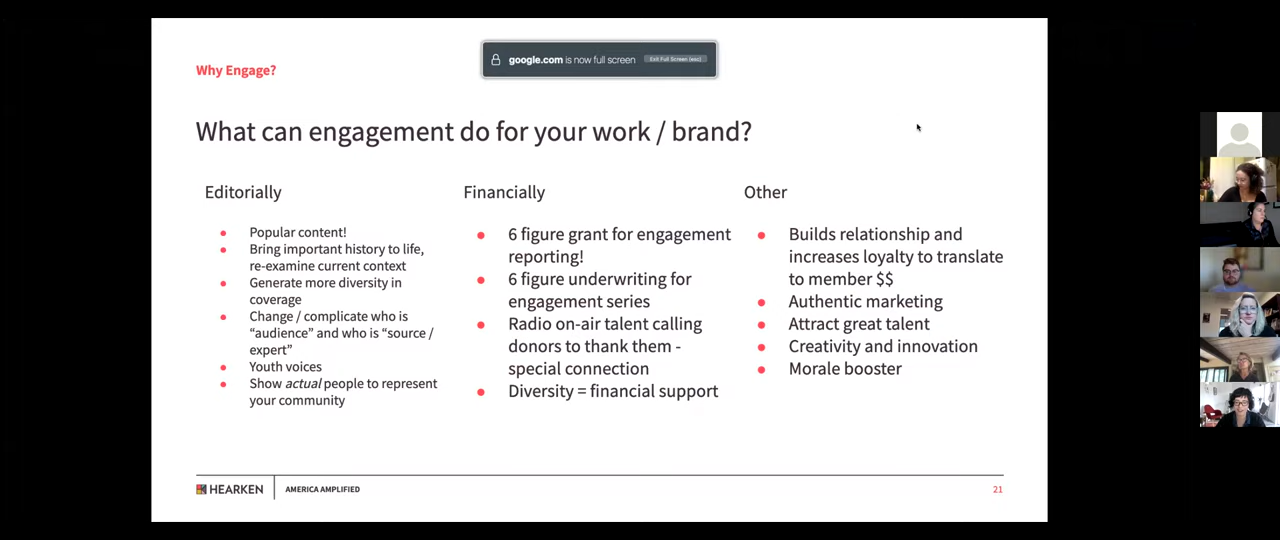 Why Engage?
google.com is now full screen
Exit Full Screen (esc)
What can engagement do for your work / brand?
Editorially
Popular content!
Bring important history to life,
re-examine current context
Generate more diversity in
coverage
Change / complicate who is
“audience” and who is “source /
expert”
Youth voices
Show actual people to represent
your community
Financially
6 figure grant for engagement
reporting!
6 figure underwriting for
engagement series
Radio on-air talent calling
donors to thank them -
special connection
Diversity = financial support
Other
Builds relationship and
increases loyalty to translate
to member $$
Authentic marketing
Attract great talent
Creativity and innovation
Morale booster
HEARKEN
AMERICA AMPLIFIED
21